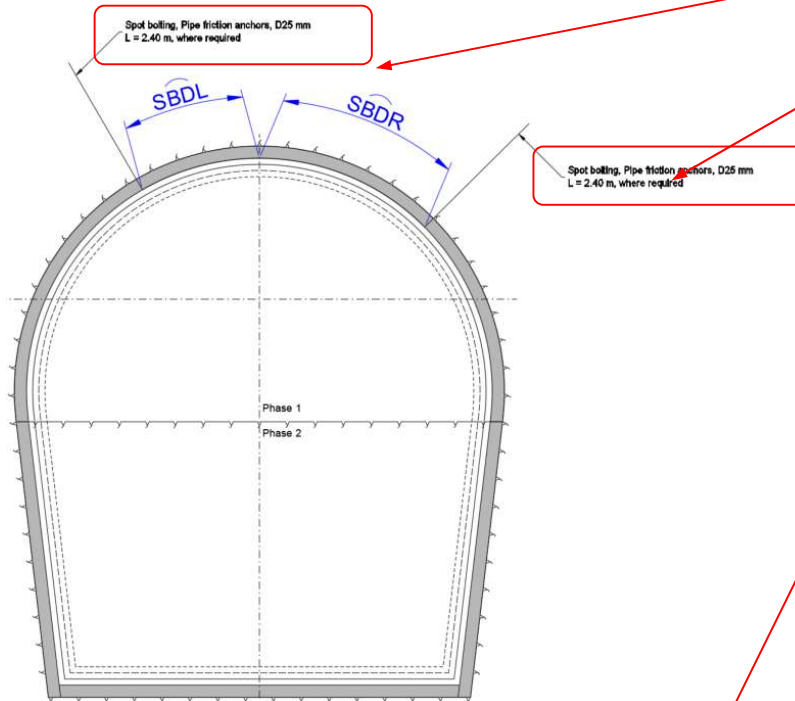 Spot bolting, Pipe friction anchors, D25 mm
L = 2.40 m, where required
SBDL
SBDR
Spot bolting, Pipe friction anchors, D25 mm
L = 2.40 m, where required
Phase 1
Phase 2